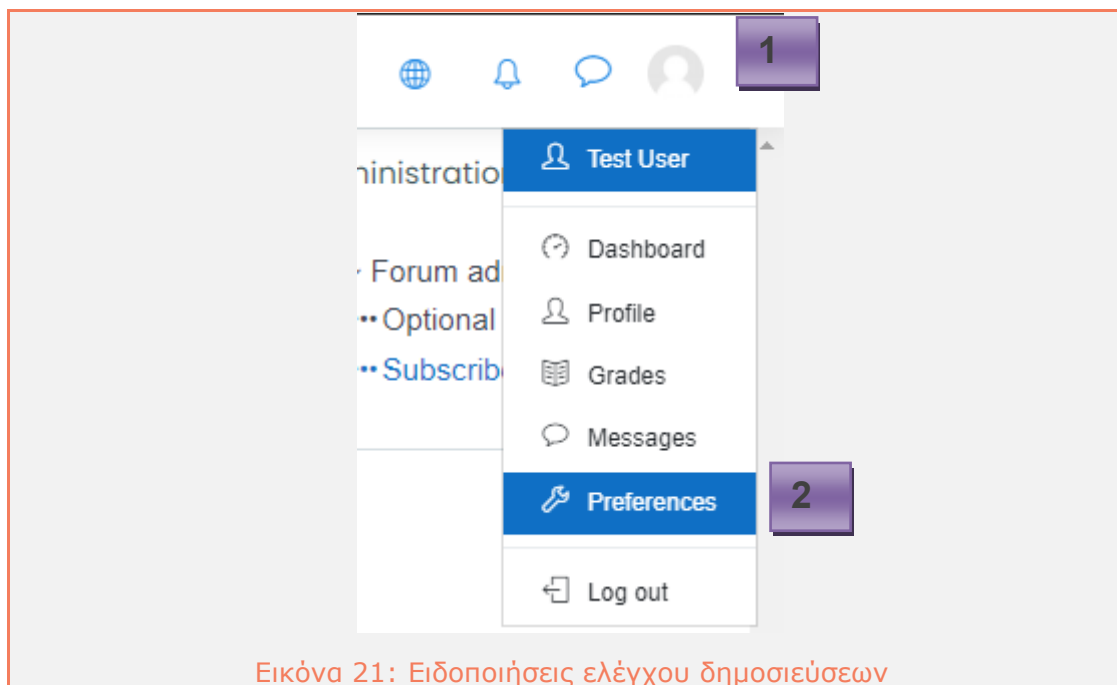 1
Test User
ninistratio
Dashboard
Forum ad
Profile
Optional
Subscrib
Grades
Messages
Preferences
2
Log out
Εικόνα 21: Ειδοποιήσεις ελέγχου δημοσιεύσεων